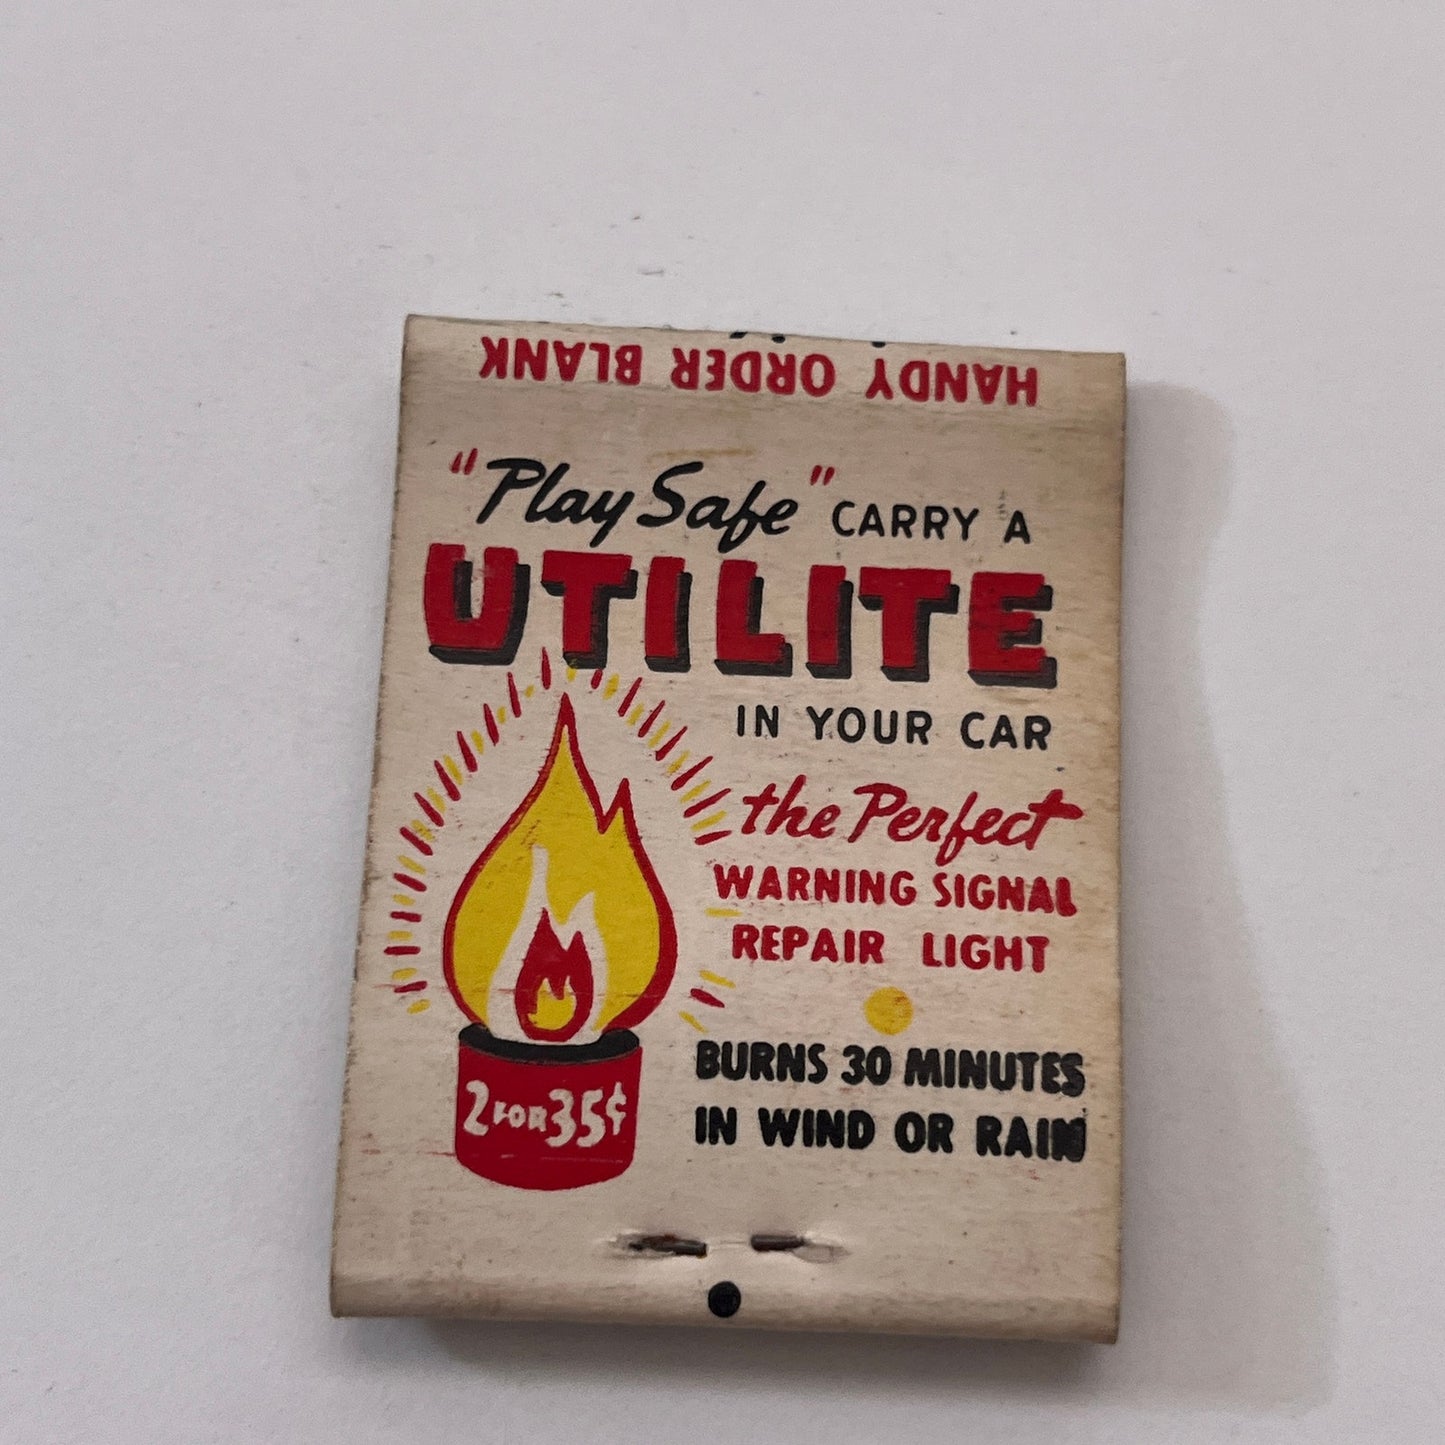 HANDY ORDER BLANK
"Play Safe" CARRY A
UTILITE
IN YOUR CAR
the Perfect
WARNING SIGNAL
REPAIR LIGHT
BURNS 30 MINUTES
IN WIND OR RAIN
2 FOR 35¢